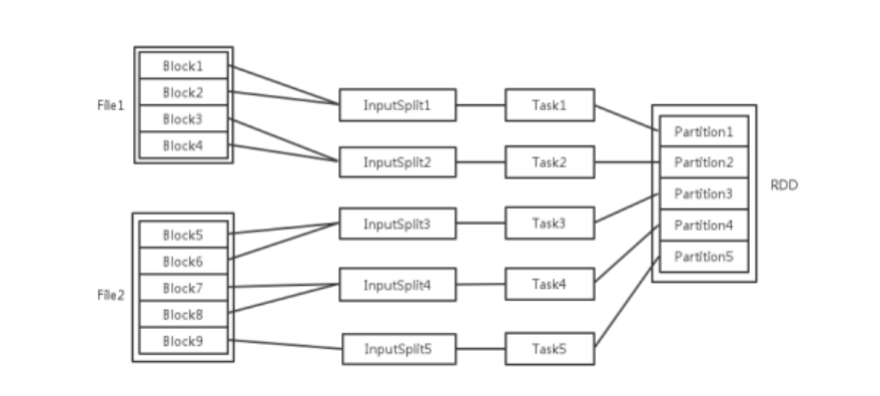 File1
Block1
Block2
Block3
Block4
File2
Block5
Block6
Block7
Block8
Block9
InputSplit1
InputSplit2
InputSplit3
InputSplit4
InputSplit5
Task1
Task2
Task3
Task4
Task5
Partition1
Partition2
Partition3
Partition4
Partition5
RDD